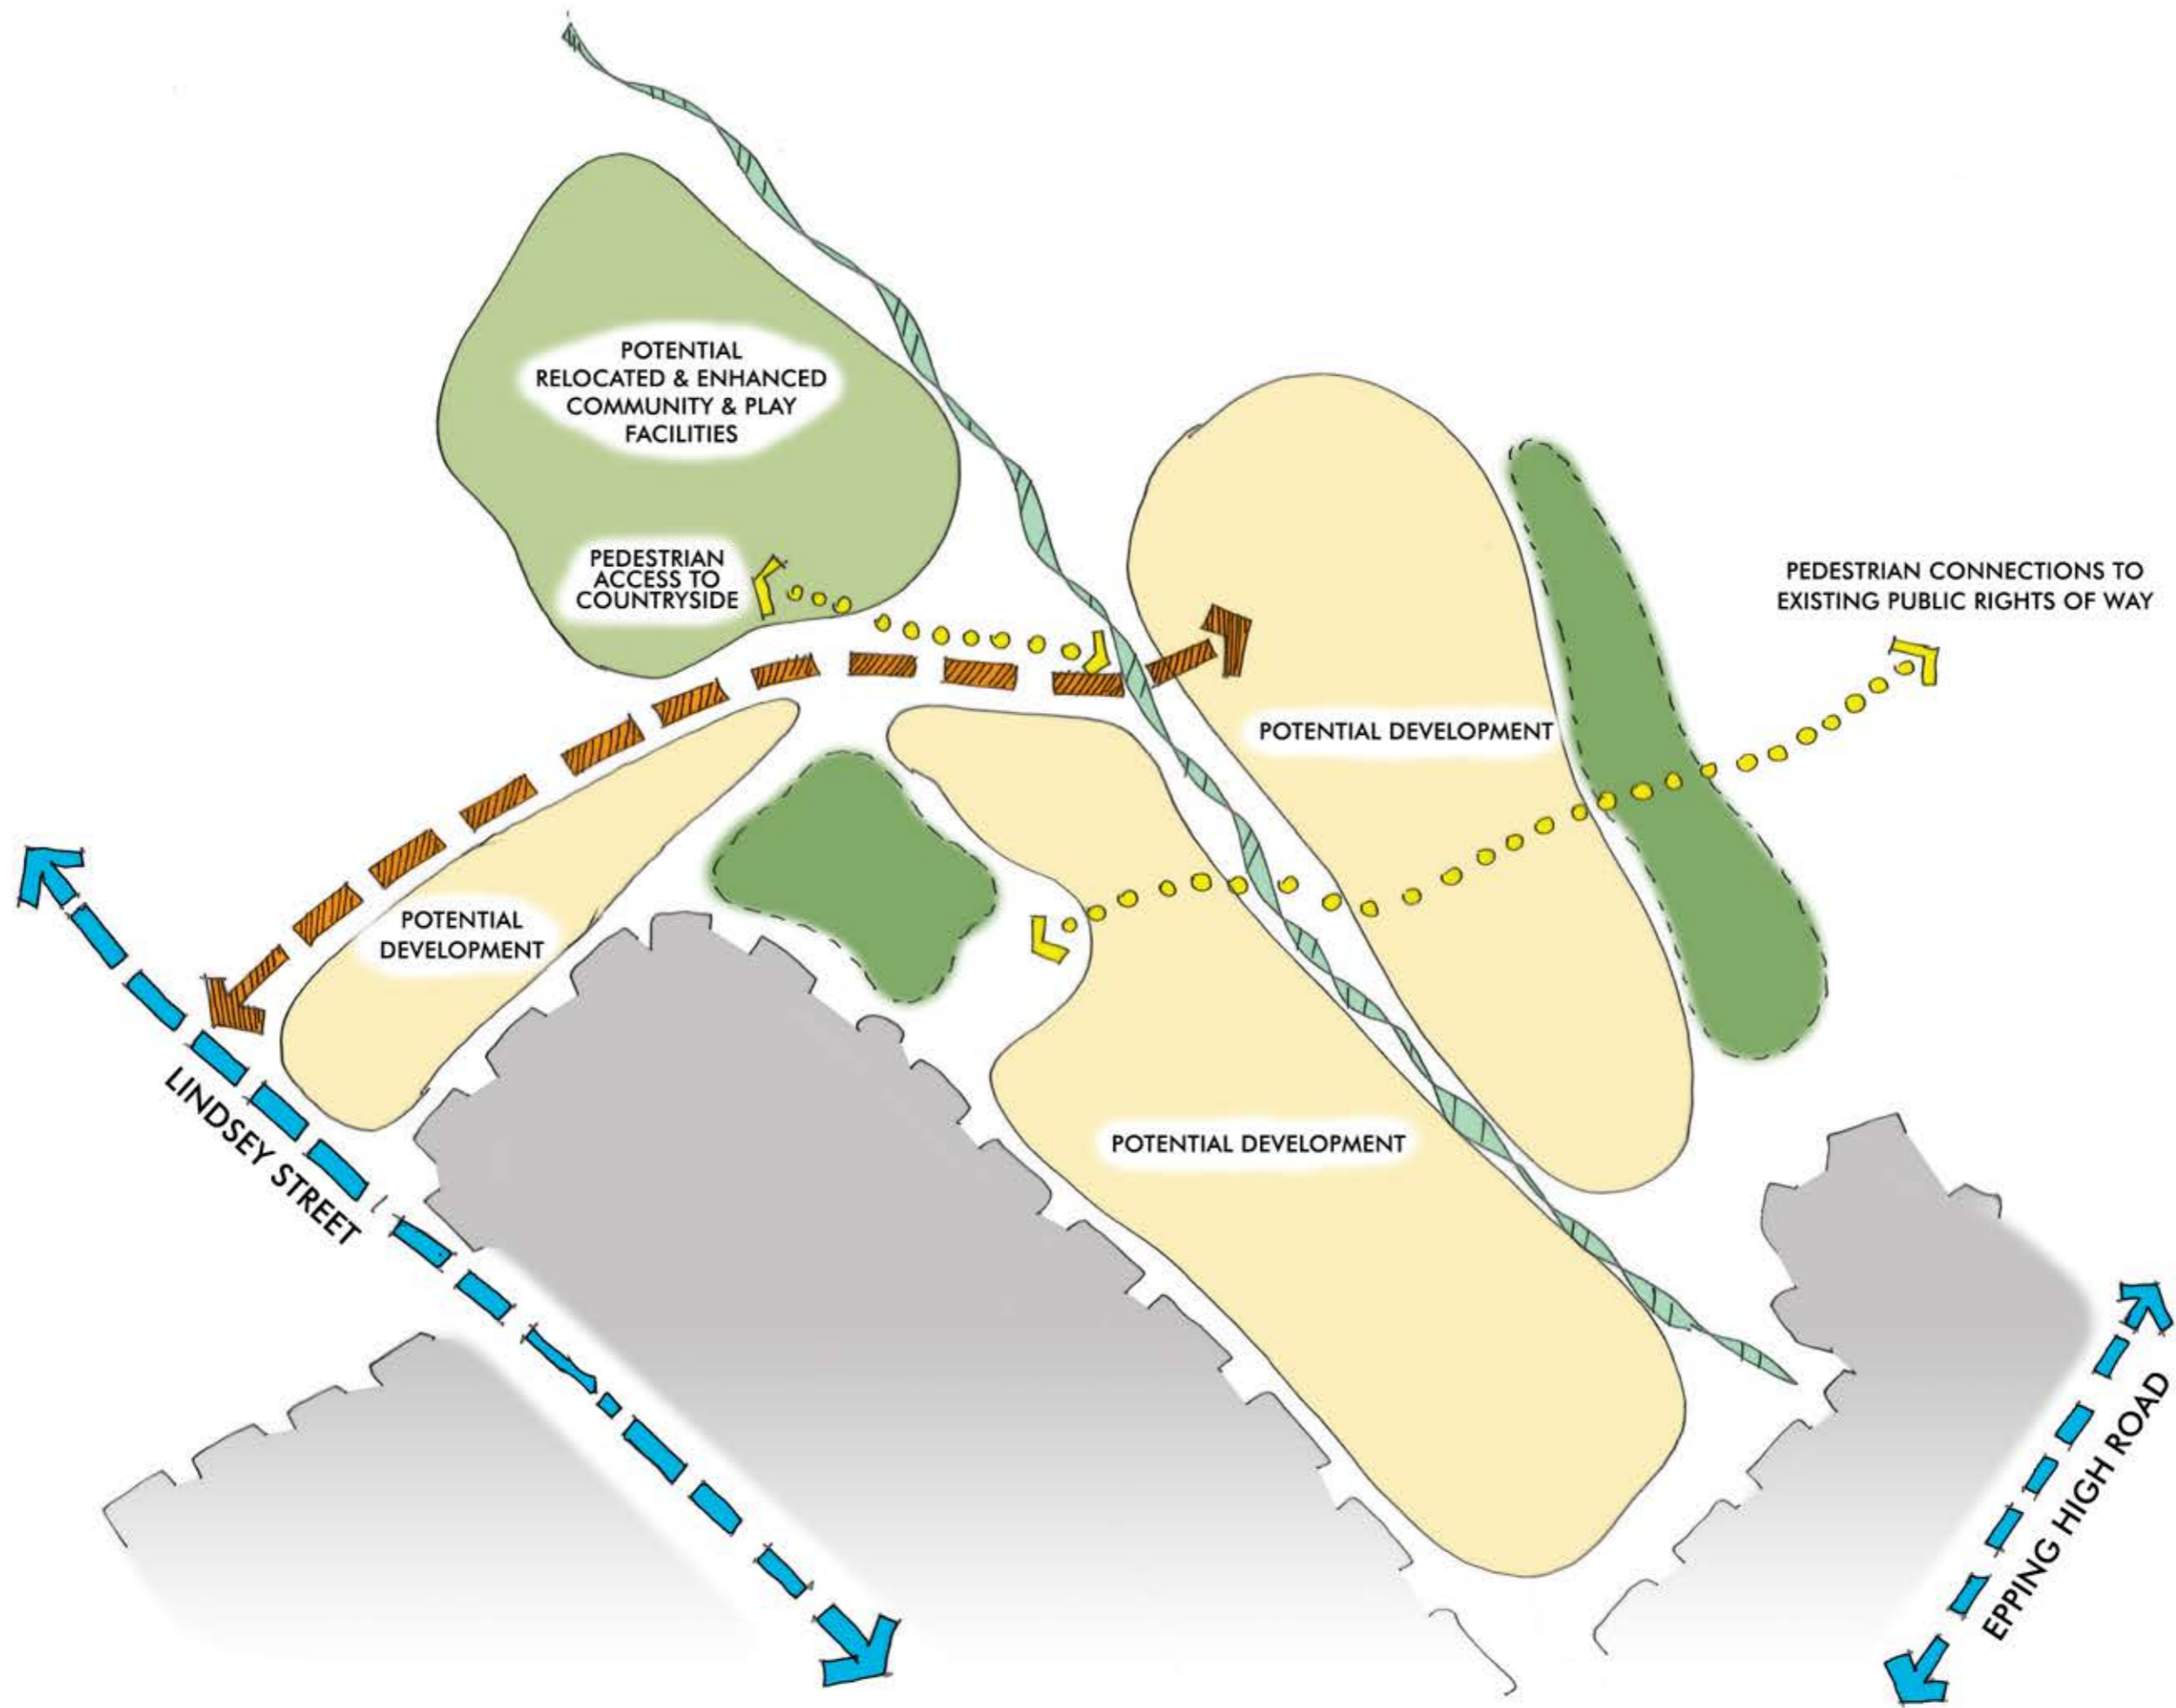 POTENTIAL
RELOCATED & ENHANCED
COMMUNITY & PLAY
FACILITIES
PEDESTRIAN
ACCESS TO
COUNTRYSIDE
PEDESTRIAN CONNECTIONS TO
EXISTING PUBLIC RIGHTS OF WAY
POTENTIAL DEVELOPMENT
POTENTIAL
DEVELOPMENT
LINDSEY STREET
POTENTIAL DEVELOPMENT
EPPING HIGH ROAD